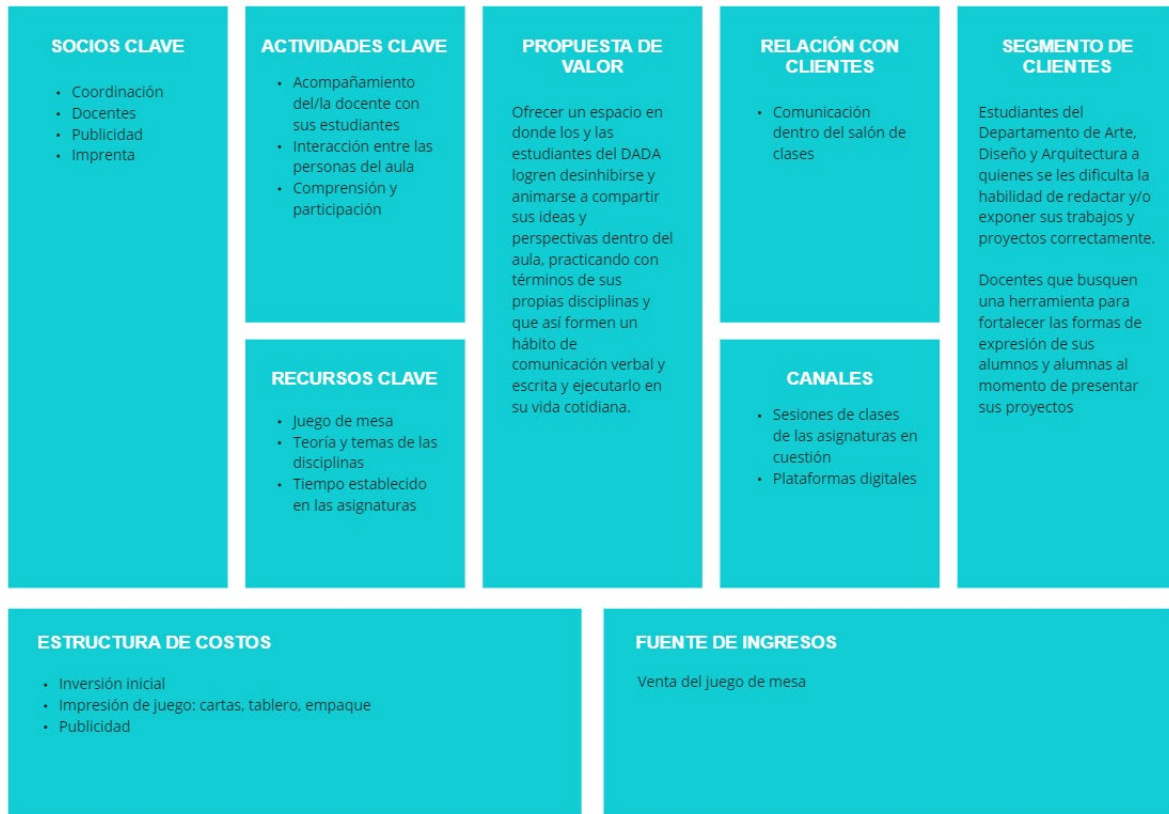 SOCIOS CLAVE
• Coordinación
• Docentes
• Publicidad
• Imprenta
ACTIVIDADES CLAVE
• Acompañamiento
del/la docente con
sus estudiantes
• Interacción entre las
personas del aula
• Comprensión y
participación
RECURSOS CLAVE
• Juego de mesa
• Teoría y temas de las
disciplinas
• Tiempo establecido
en las asignaturas
PROPUESTA DE
VALOR
Ofrecer un espacio en
donde los y las
estudiantes del DADA
logren desinhibirse y
animarse a compartir
sus ideas y
perspectivas dentro del
aula, practicando con
términos de sus
propias disciplinas y
que así formen un
hábito de
comunicación verbal y
escrita y ejecutarlo en
su vida cotidiana.
RELACIÓN CON
CLIENTES
• Comunicación
dentro del salón de
clases
CANALES
• Sesiones de clases
de las asignaturas en
cuestión
• Plataformas digitales
SEGMENTO DE
CLIENTES
Estudiantes del
Departamento de Arte,
Diseño y Arquitectura a
quienes se les dificulta la
habilidad de redactar y/o
exponer sus trabajos y
proyectos correctamente.
Docentes que busquen
una herramienta para
fortalecer las formas de
expresión de sus
alumnos y alumnas al
momento de presentar
sus proyectos
ESTRUCTURA DE COSTOS
• Inversión inicial
• Impresión de juego: cartas, tablero, empaque
• Publicidad
FUENTE DE INGRESOS
Venta del juego de mesa